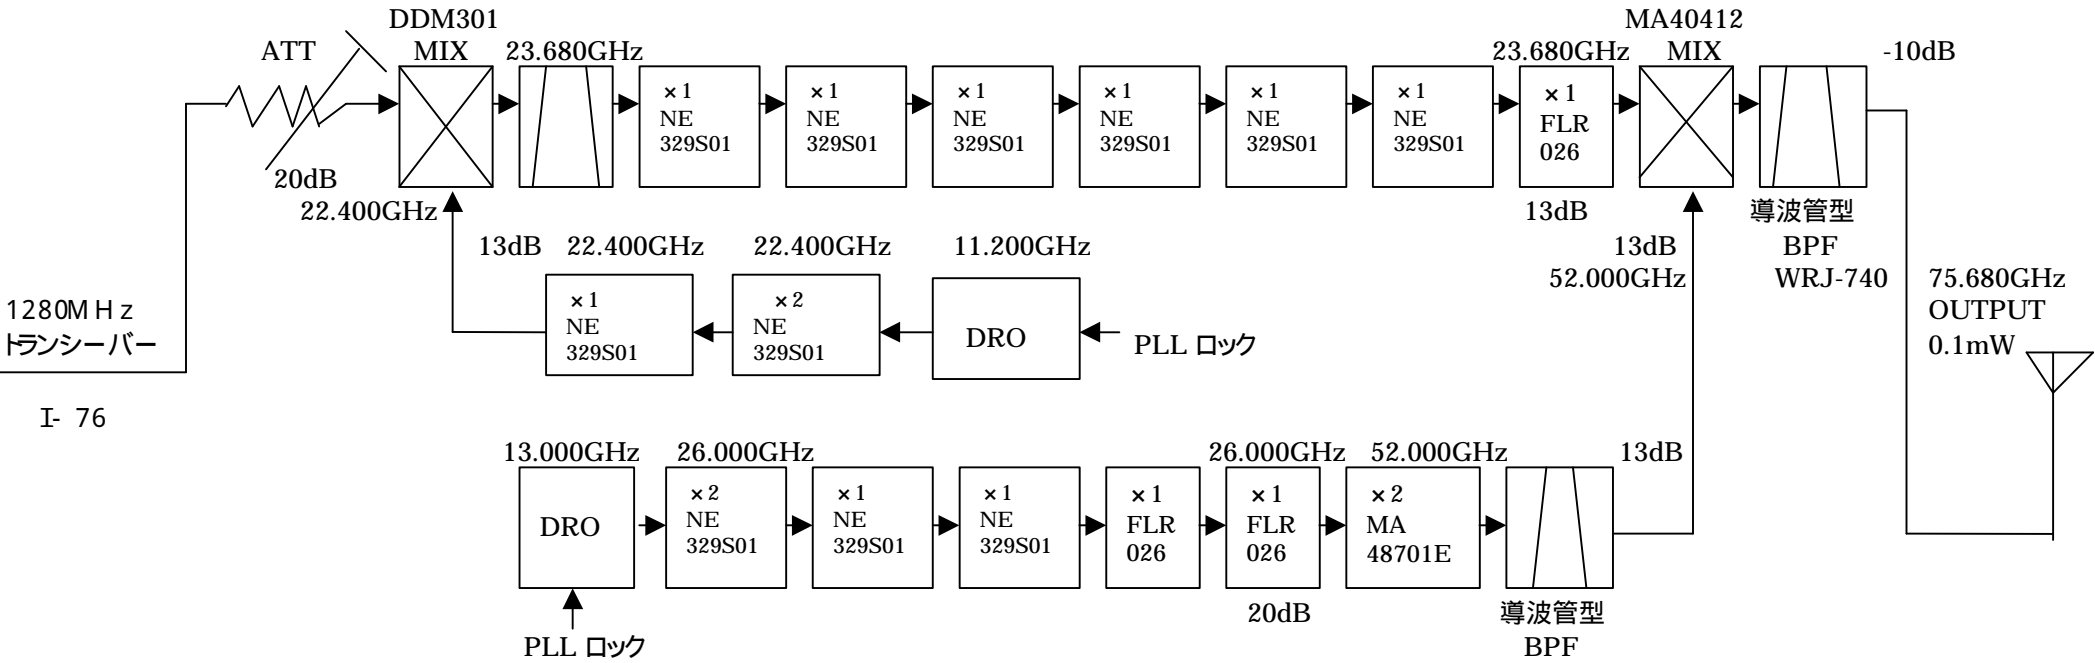 DDM301
MIX
ATT
23.680GHz
20dB
22.400GHz
×1
NE
329S01
×1
NE
329S01
×1
NE
329S01
×1
NE
329S01
×1
NE
329S01
×1
NE
329S01
23.680GHz
×1
FLR
026
13dB
MA40412
MIX
-10dB
導波管型
BPF
WRJ-740
13dB
52.000GHz
75.680GHz
OUTPUT
0.1mW
1280MHz
トランシーバー
I- 76
13dB
22.400GHz
×1
NE
329S01
22.400GHz
×2
NE
329S01
11.200GHz
DRO
PLL ロック
13.000GHz
DRO
PLL ロック
26.000GHz
×2
NE
329S01
×1
NE
329S01
×1
NE
329S01
×1
FLR
026
26.000GHz
×1
FLR
026
20dB
52.000GHz
×2
MA
48701E
13dB
導波管型
BPF